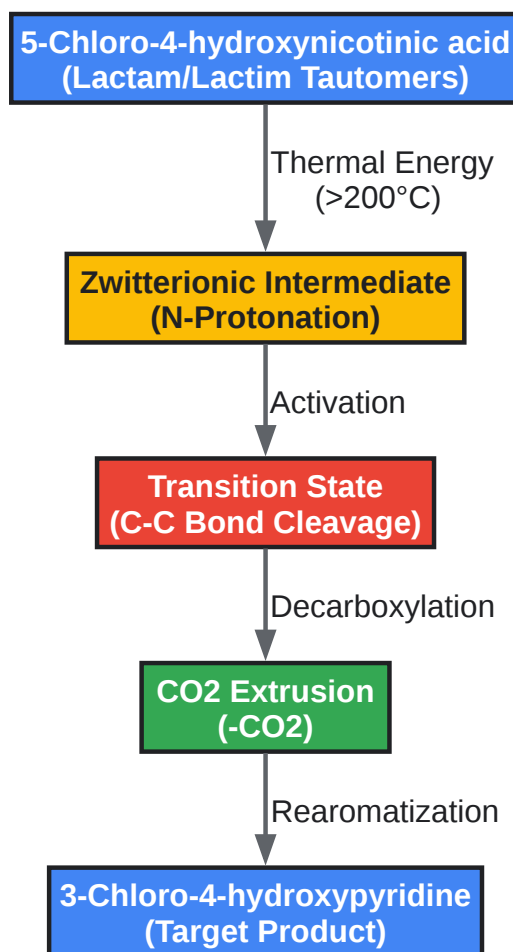 5-Chloro-4-hydroxynicotinic acid
(Lactam/Lactim Tautomers)
Thermal Energy
(>200°C)
Zwitterionic Intermediate
(N-Protonation)
Activation
Transition State
(C-C Bond Cleavage)
Decarboxylation
CO2 Extrusion
(-CO2)
Rearomatization
3-Chloro-4-hydroxypyridine
(Target Product)